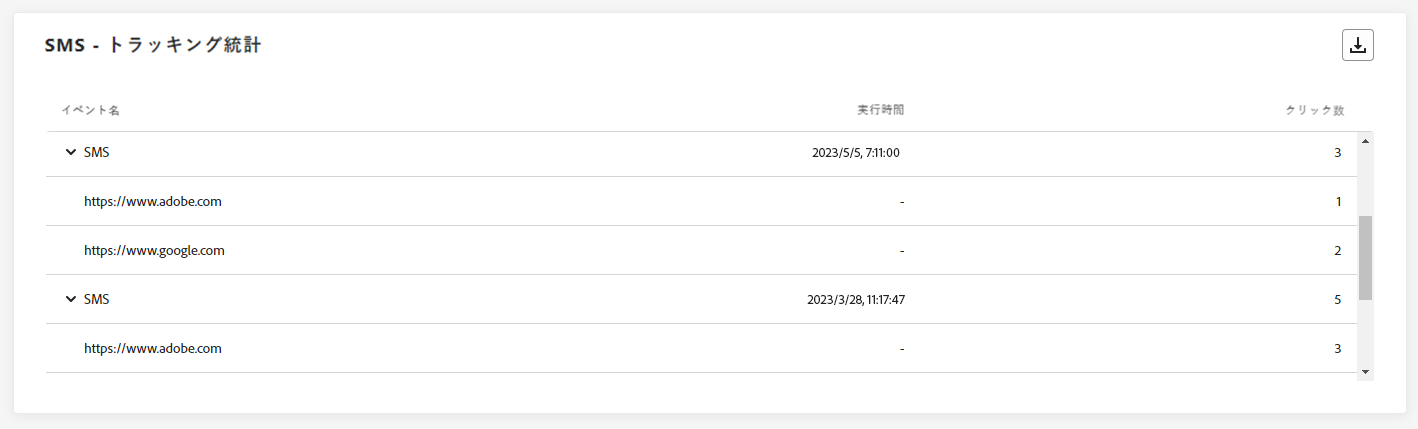 SMS - トラッキング統計
イベント名 実行時間 クリック数
SMS 2023/5/5, 7:11:00 3
https://www.adobe.com - 1
https://www.google.com - 2
SMS 2023/3/28, 11:17:47 5
https://www.adobe.com - 3